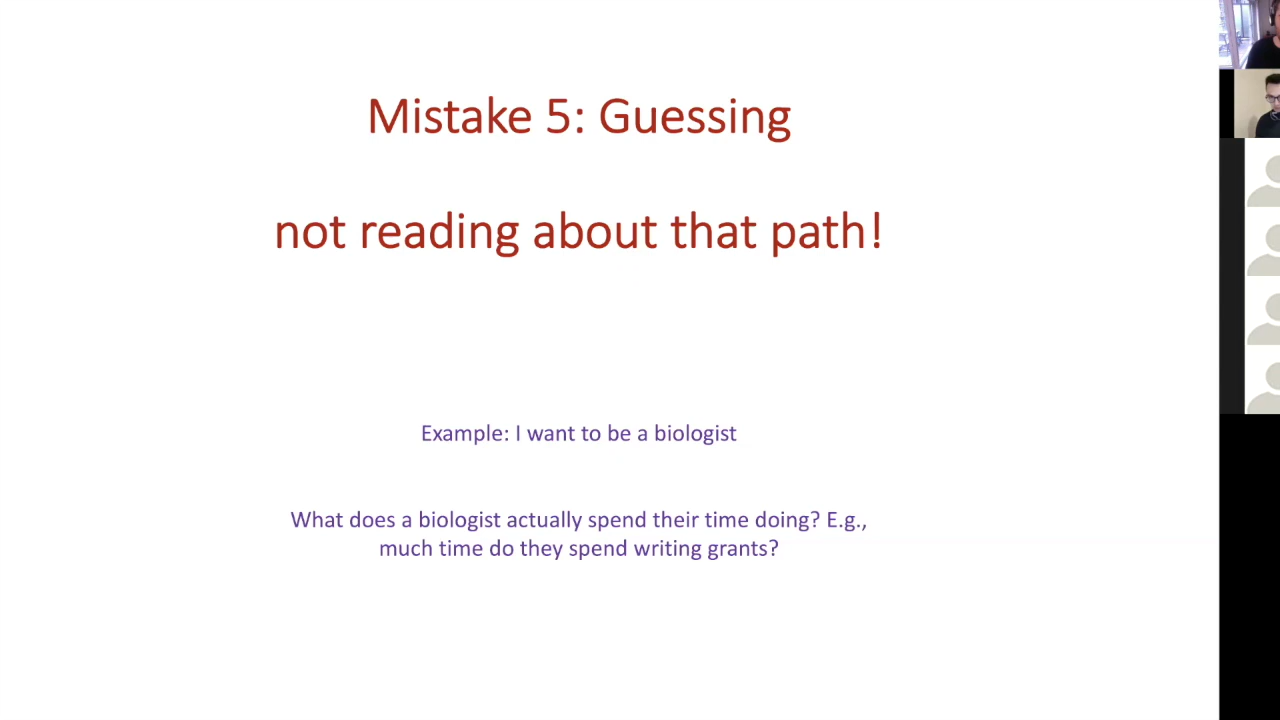 Mistake 5: Guessing
not reading about that path!
Example: I want to be a biologist
What does a biologist actually spend their time doing? E.g.,
much time do they spend writing grants?